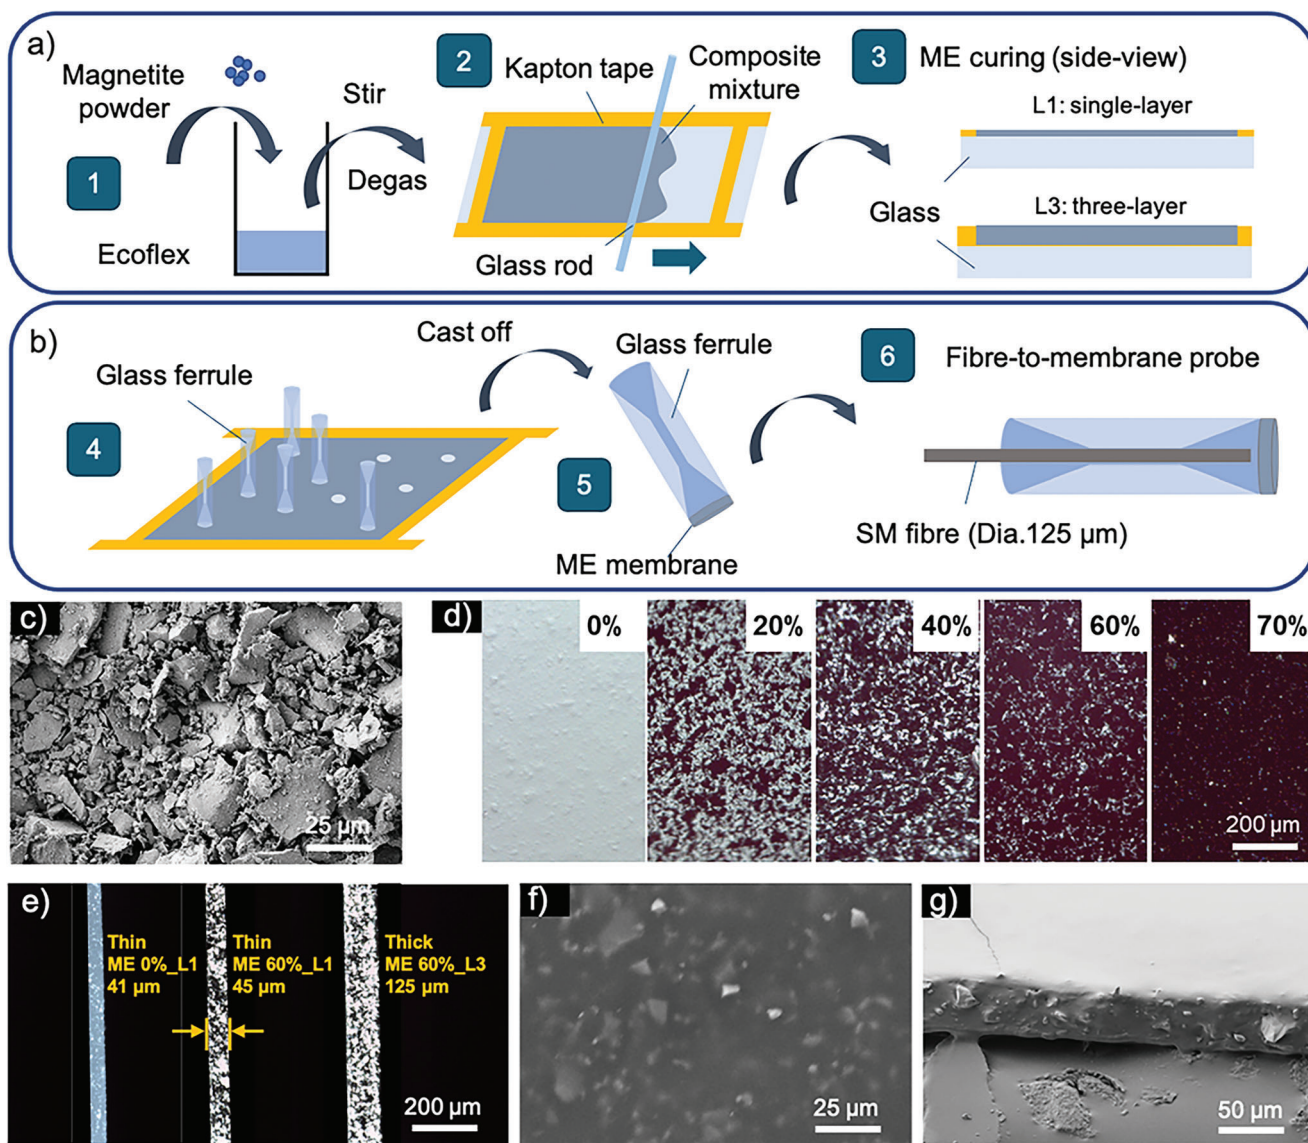 a)
Magnetite
powder
1
Ecoflex
Stir
Degas
2
Kapton tape
Composite
mixture
Glass rod
3
ME curing (side-view)
L1: single-layer
Glass
L3: three-layer
b)
Glass ferrule
4
Cast off
Glass ferrule
5
ME membrane
6
Fibre-to-membrane probe
SM fibre (Dia.125 µm)
c)
25 µm
d)
0%
20%
40%
60%
70%
200 µm
e)
Thin
ME 0%_L1
41 µm
Thin
ME 60%_L1
45 µm
Thick
ME 60%_L3
125 µm
200 µm
f)
25 µm
g)
50 µm